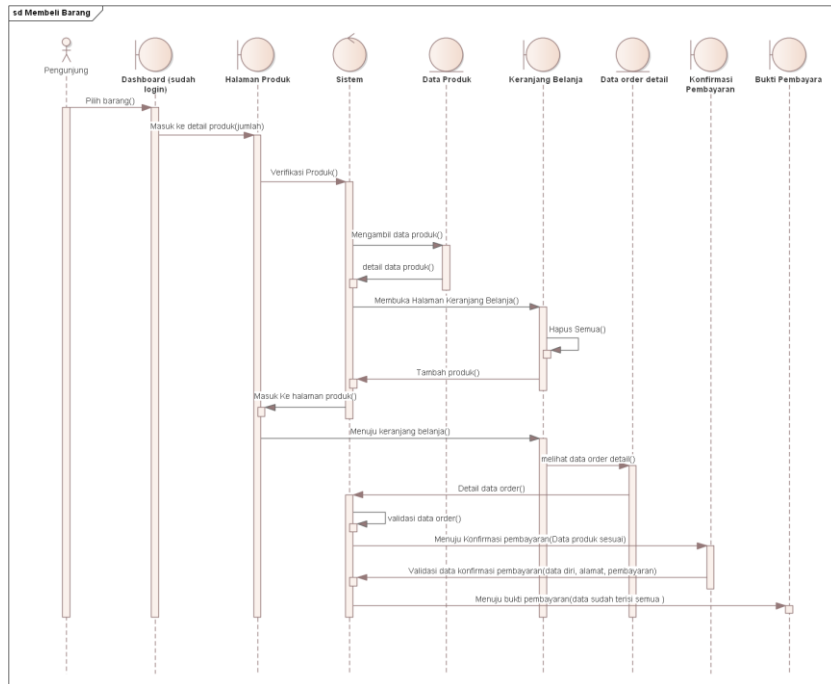 sd Membeli Barang
Pengunjung
Dashboard (sudah
login)
Halaman Produk
Sistem
Data Produk
Keranjang Belanja
Data order detail
Konfirmasi
Pembayaran
Bukti Pembayara
Pilih barang()
Masuk ke detail produk(jumlah)
Verifikasi Produk()
Mengambil data produk()
detail data produk()
Membuka Halaman Keranjang Belanja()
Hapus Semua()
Tambah produk()
Masuk Ke halaman produk()
Menuju keranjang belanja()
melihat data order detail()
Detail data order()
validasi data order()
Menuju Konfirmasi pembayaran(Data produk sesuai)
Validasi data konfirmasi pembayaran(data diri, alamat, pembayaran)
Menuju bukti pembayaran(data sudah terisi semua )